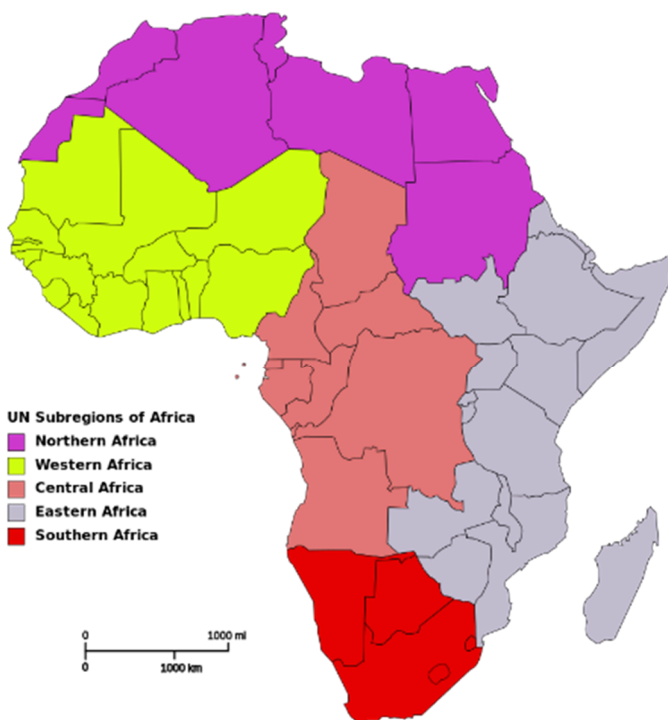 UN Subregions of Africa
Northern Africa
Western Africa
Central Africa
Eastern Africa
Southern Africa
0 1000 mi
0 1000 km